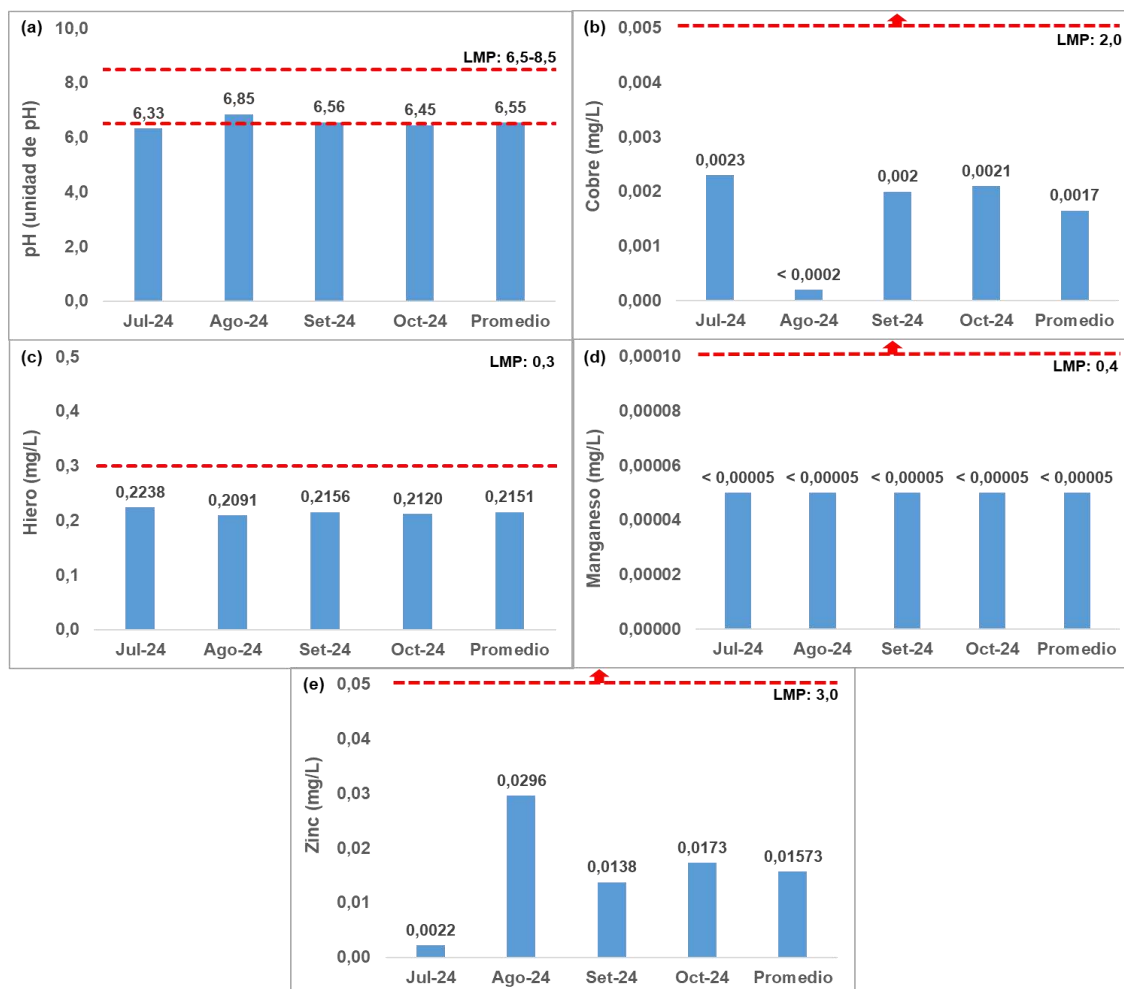 (a)
LMP: 6,5-8,5
pH (unidad de pH)
10,0
8,0
6,0
4,0
2,0
0,0
6,33
6,85
6,56
6,45
6,55
Jul-24 Ago-24 Set-24 Oct-24 Promedio
(b)
LMP: 2,0
Cobre (mg/L)
0,005
0,004
0,003
0,002
0,001
0,000
0,0023
< 0,0002
0,002
0,0021
0,0017
Jul-24 Ago-24 Set-24 Oct-24 Promedio
(c)
LMP: 0,3
Hiero (mg/L)
0,5
0,4
0,3
0,2
0,1
0,0
0,2238
0,2091
0,2156
0,2120
0,2151
Jul-24 Ago-24 Set-24 Oct-24 Promedio
(d)
LMP: 0,4
Manganeso (mg/L)
0,00010
0,00008
0,00006
0,00004
0,00002
0,00000
< 0,00005
< 0,00005
< 0,00005
< 0,00005
< 0,00005
Jul-24 Ago-24 Set-24 Oct-24 Promedio
(e)
LMP: 3,0
Zinc (mg/L)
0,05
0,04
0,03
0,02
0,01
0,00
0,0022
0,0296
0,0138
0,0173
0,01573
Jul-24 Ago-24 Set-24 Oct-24 Promedio